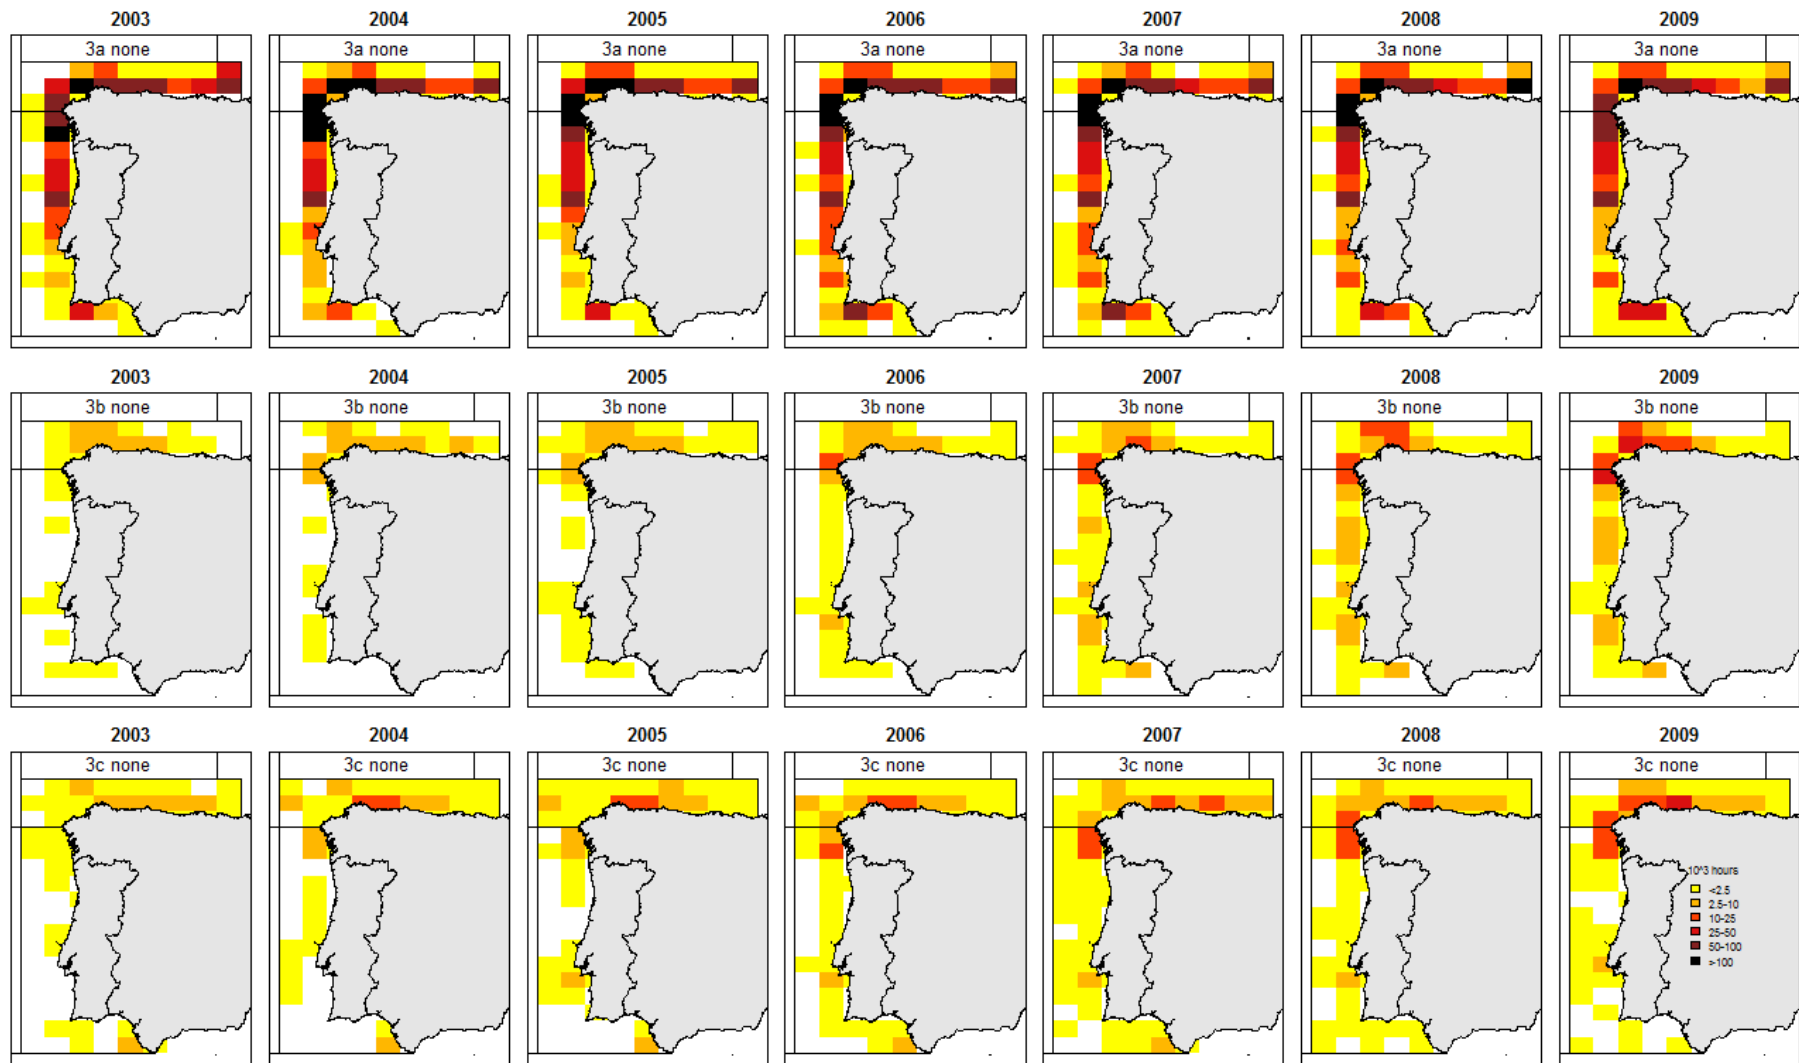 2003 2004 2005 2006 2007 2008 2009
3a none 3a none 3a none 3a none 3a none 3a none 3a none
2003 2004 2005 2006 2007 2008 2009
3b none 3b none 3b none 3b none 3b none 3b none 3b none
2003 2004 2005 2006 2007 2008 2009
3c none 3c none 3c none 3c none 3c none 3c none 3c none
10^3 hours
<2.5
2.5-10
10-25
25-50
50-100
>100